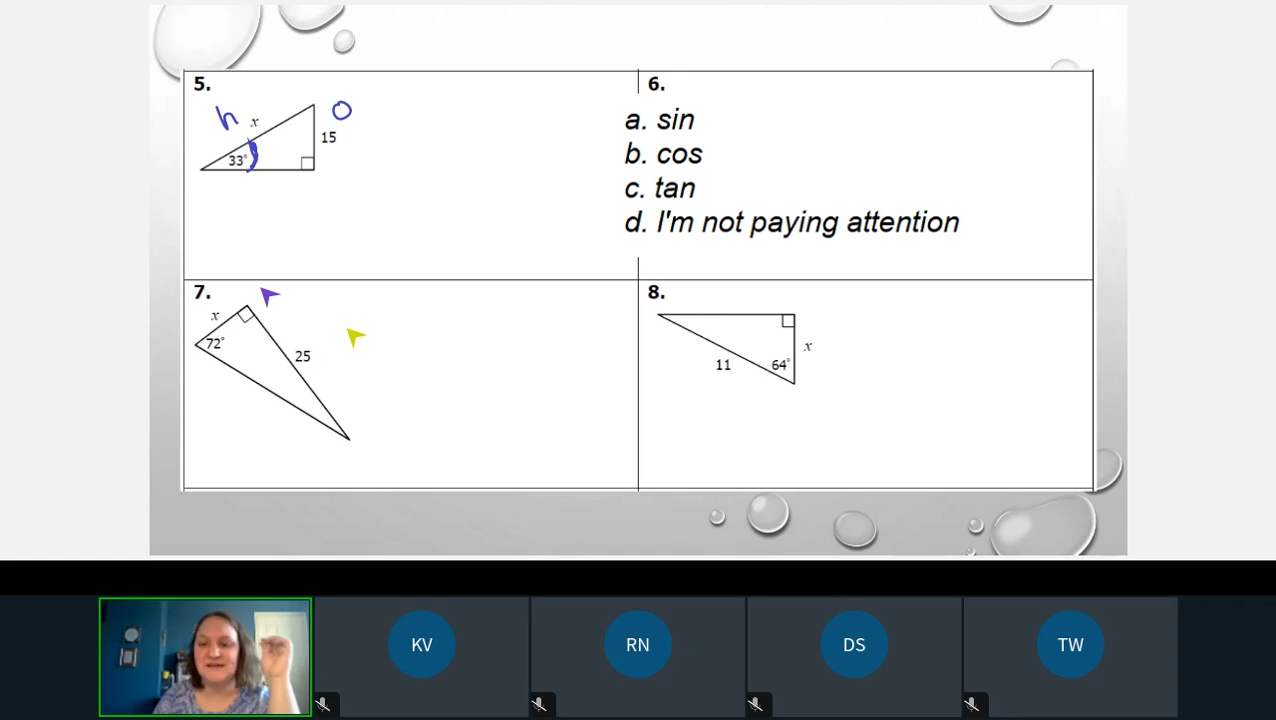 5.
h
x
O
15
33°
6.
a. sin
b. cos
c. tan
d. I'm not paying attention
7.
x
72°
25
8.
x
11
64°
KV
RN
DS
TW